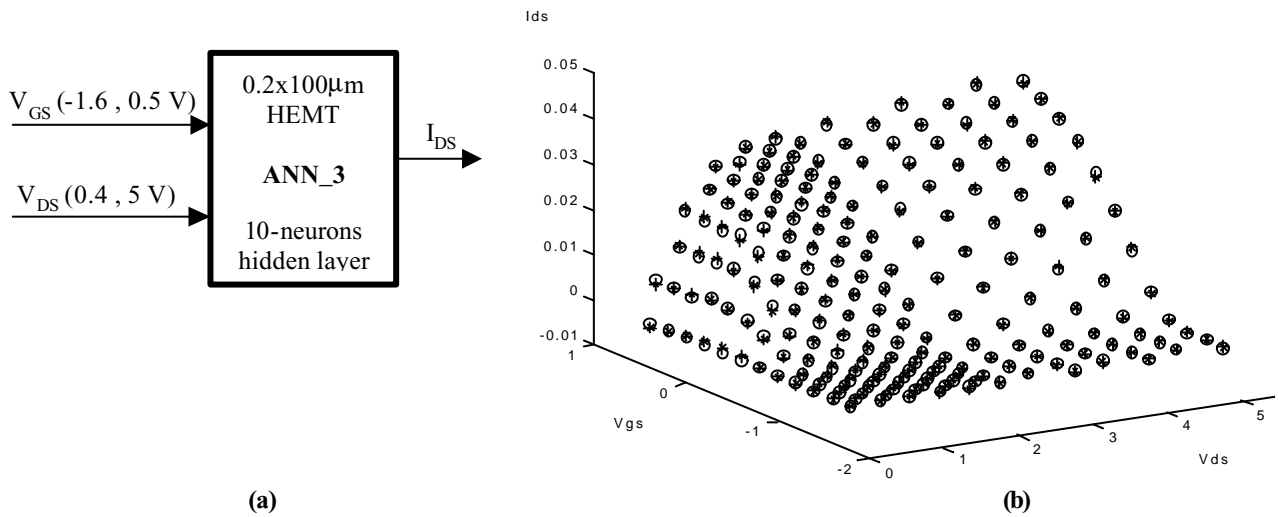 0.2x100μm
HEMT
ANN_3
10-neurons
hidden layer
V_GS (-1.6 , 0.5 V)
V_DS (0.4 , 5 V)
I_DS
(a)
Ids
0.05
0.04
0.03
0.02
0.01
0
-0.01
1
0
-1
-2
Vgs
0
1
2
3
4
5
Vds
(b)